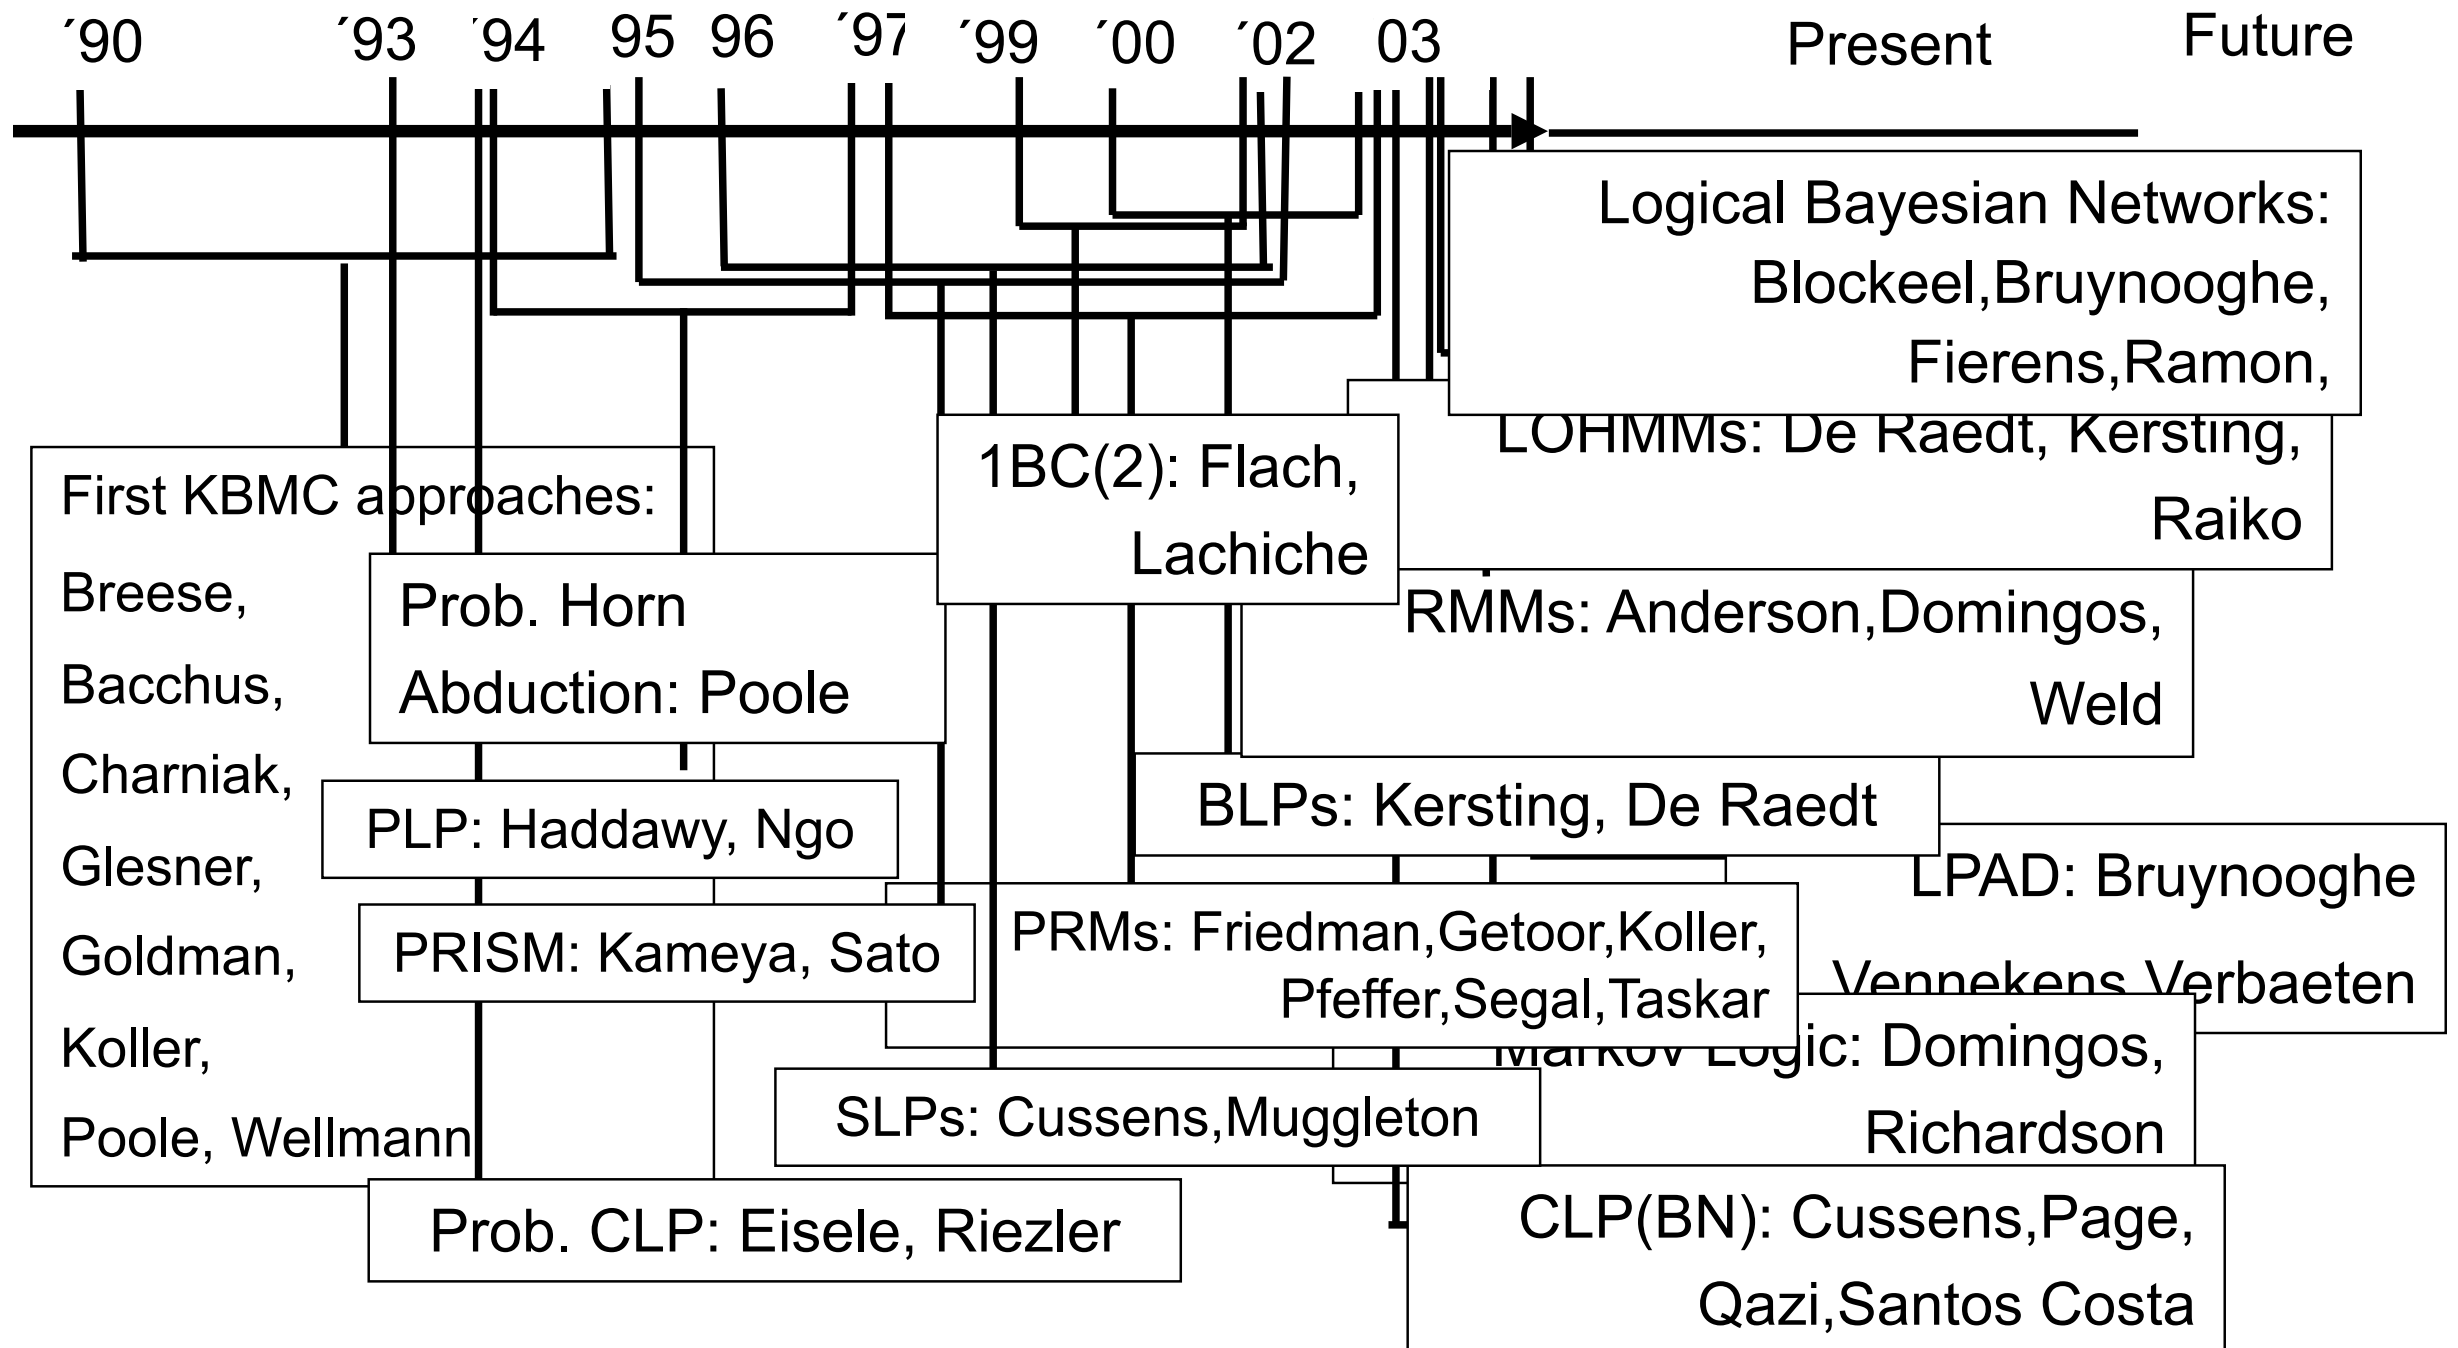 ´90 ´93 ´94 95 96 ´97 ´99 ´00 ´02 03 Present Future
Logical Bayesian Networks:
Blockeel,Bruynooghe,
Fierens,Ramon,
LOHMMs: De Raedt, Kersting,
Raiko
1BC(2): Flach,
Lachiche
RMMs: Anderson,Domingos,
Weld
First KBMC approaches:
Breese,
Bacchus,
Charniak,
Glesner,
Goldman,
Koller,
Poole, Wellmann
Prob. Horn
Abduction: Poole
PLP: Haddawy, Ngo
BLPs: Kersting, De Raedt
LPAD: Bruynooghe
Vennekens,Verbaeten
PRISM: Kameya, Sato
PRMs: Friedman,Getoor,Koller,
Pfeffer,Segal,Taskar
Markov Logic: Domingos,
Richardson
SLPs: Cussens,Muggleton
Prob. CLP: Eisele, Riezler
CLP(BN): Cussens,Page,
Qazi,Santos Costa